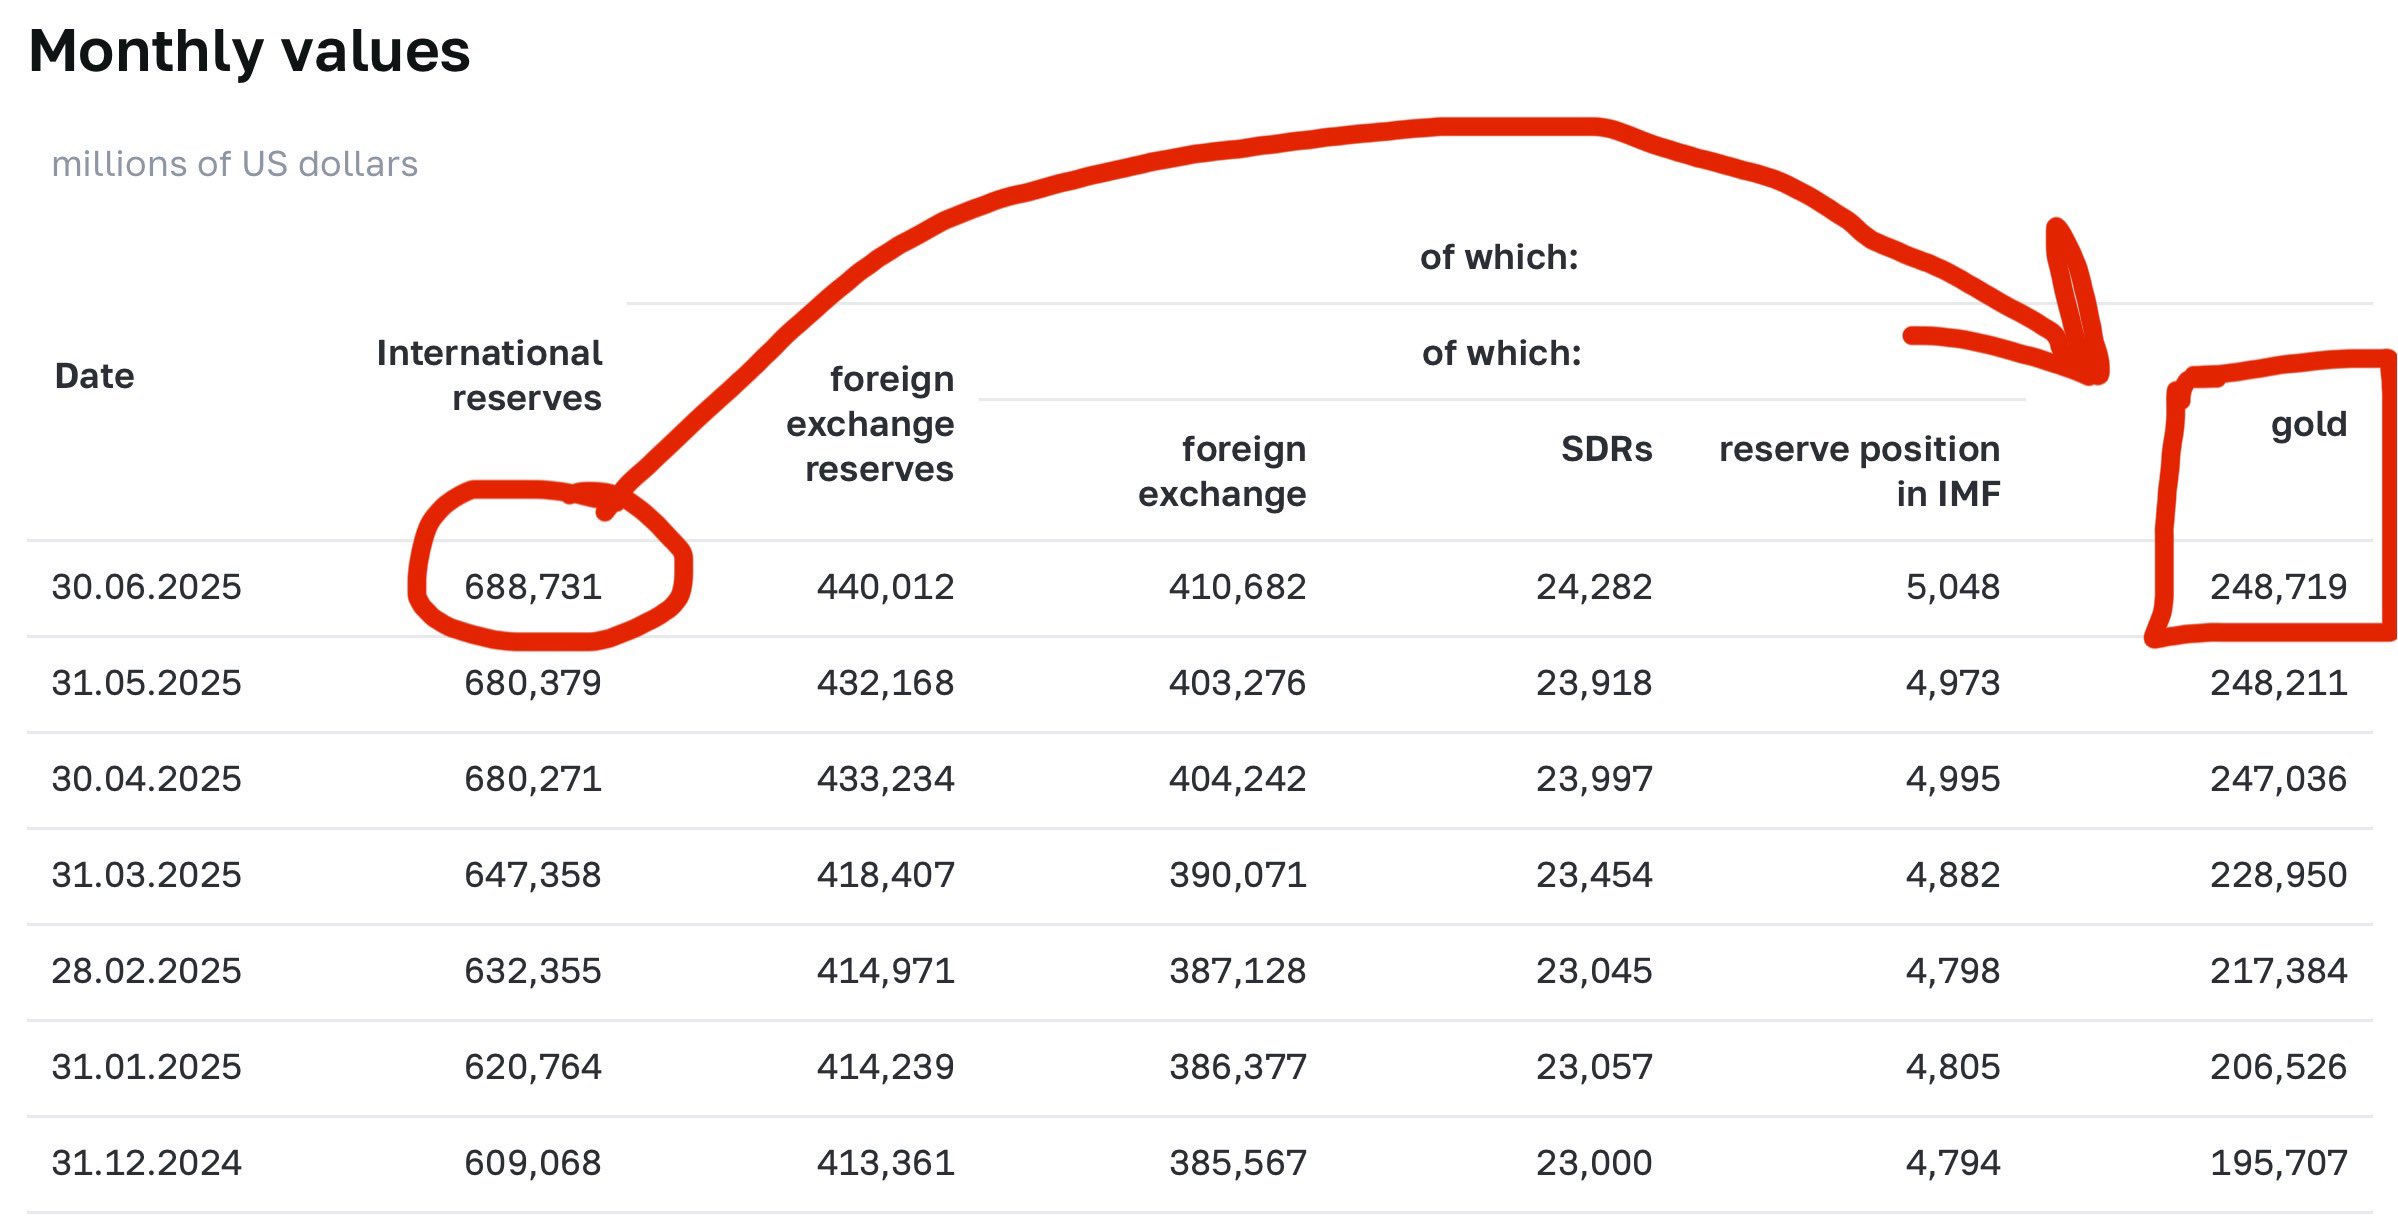 Monthly values
millions of US dollars
of which:
Date
International
reserves
foreign
exchange
reserves
of which:
foreign
exchange
SDRs
reserve position
in IMF
gold
30.06.2025 688,731 440,012 410,682 24,282 5,048 248,719
31.05.2025 680,379 432,168 403,276 23,918 4,973 248,211
30.04.2025 680,271 433,234 404,242 23,997 4,995 247,036
31.03.2025 647,358 418,407 390,071 23,454 4,882 228,950
28.02.2025 632,355 414,971 387,128 23,045 4,798 217,384
31.01.2025 620,764 414,239 386,377 23,057 4,805 206,526
31.12.2024 609,068 413,361 385,567 23,000 4,794 195,707